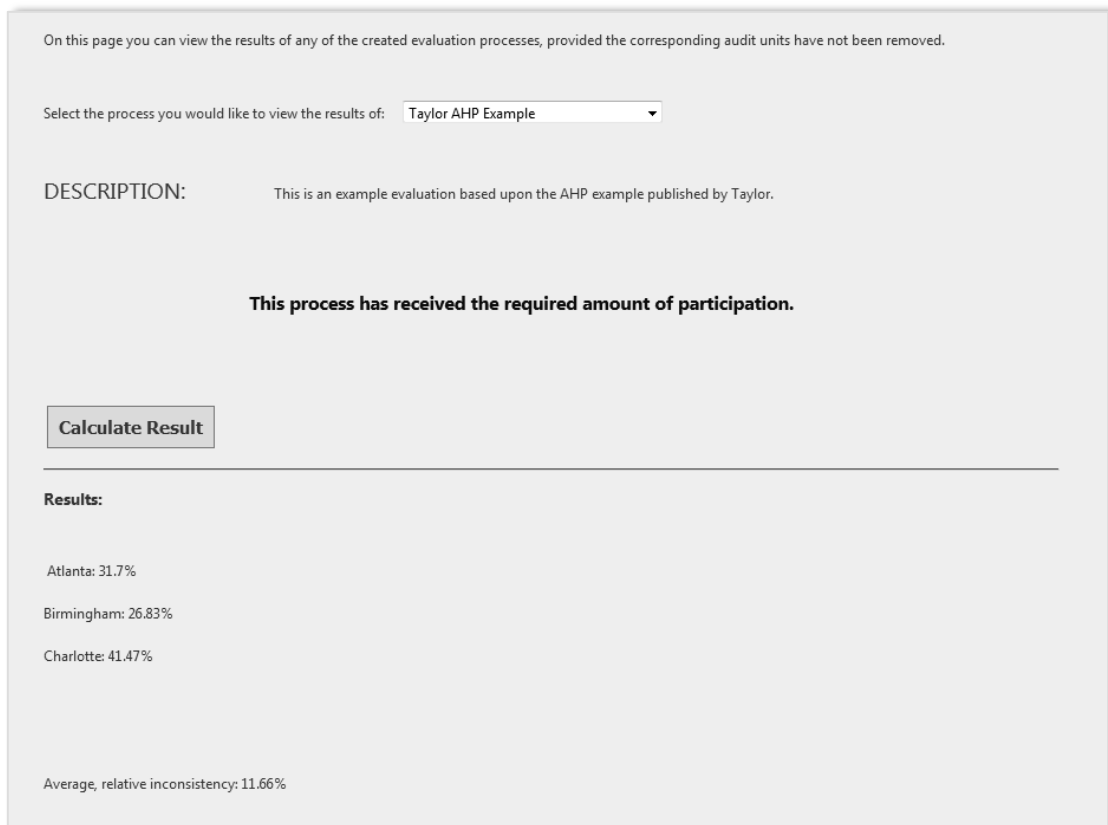 On this page you can view the results of any of the created evaluation processes, provided the corresponding audit units have not been removed.
Select the process you would like to view the results of: Taylor AHP Example
DESCRIPTION: This is an example evaluation based upon the AHP example published by Taylor.
This process has received the required amount of participation.
Calculate Result
Results:
Atlanta: 31.7%
Birmingham: 26.83%
Charlotte: 41.47%
Average, relative inconsistency: 11.66%